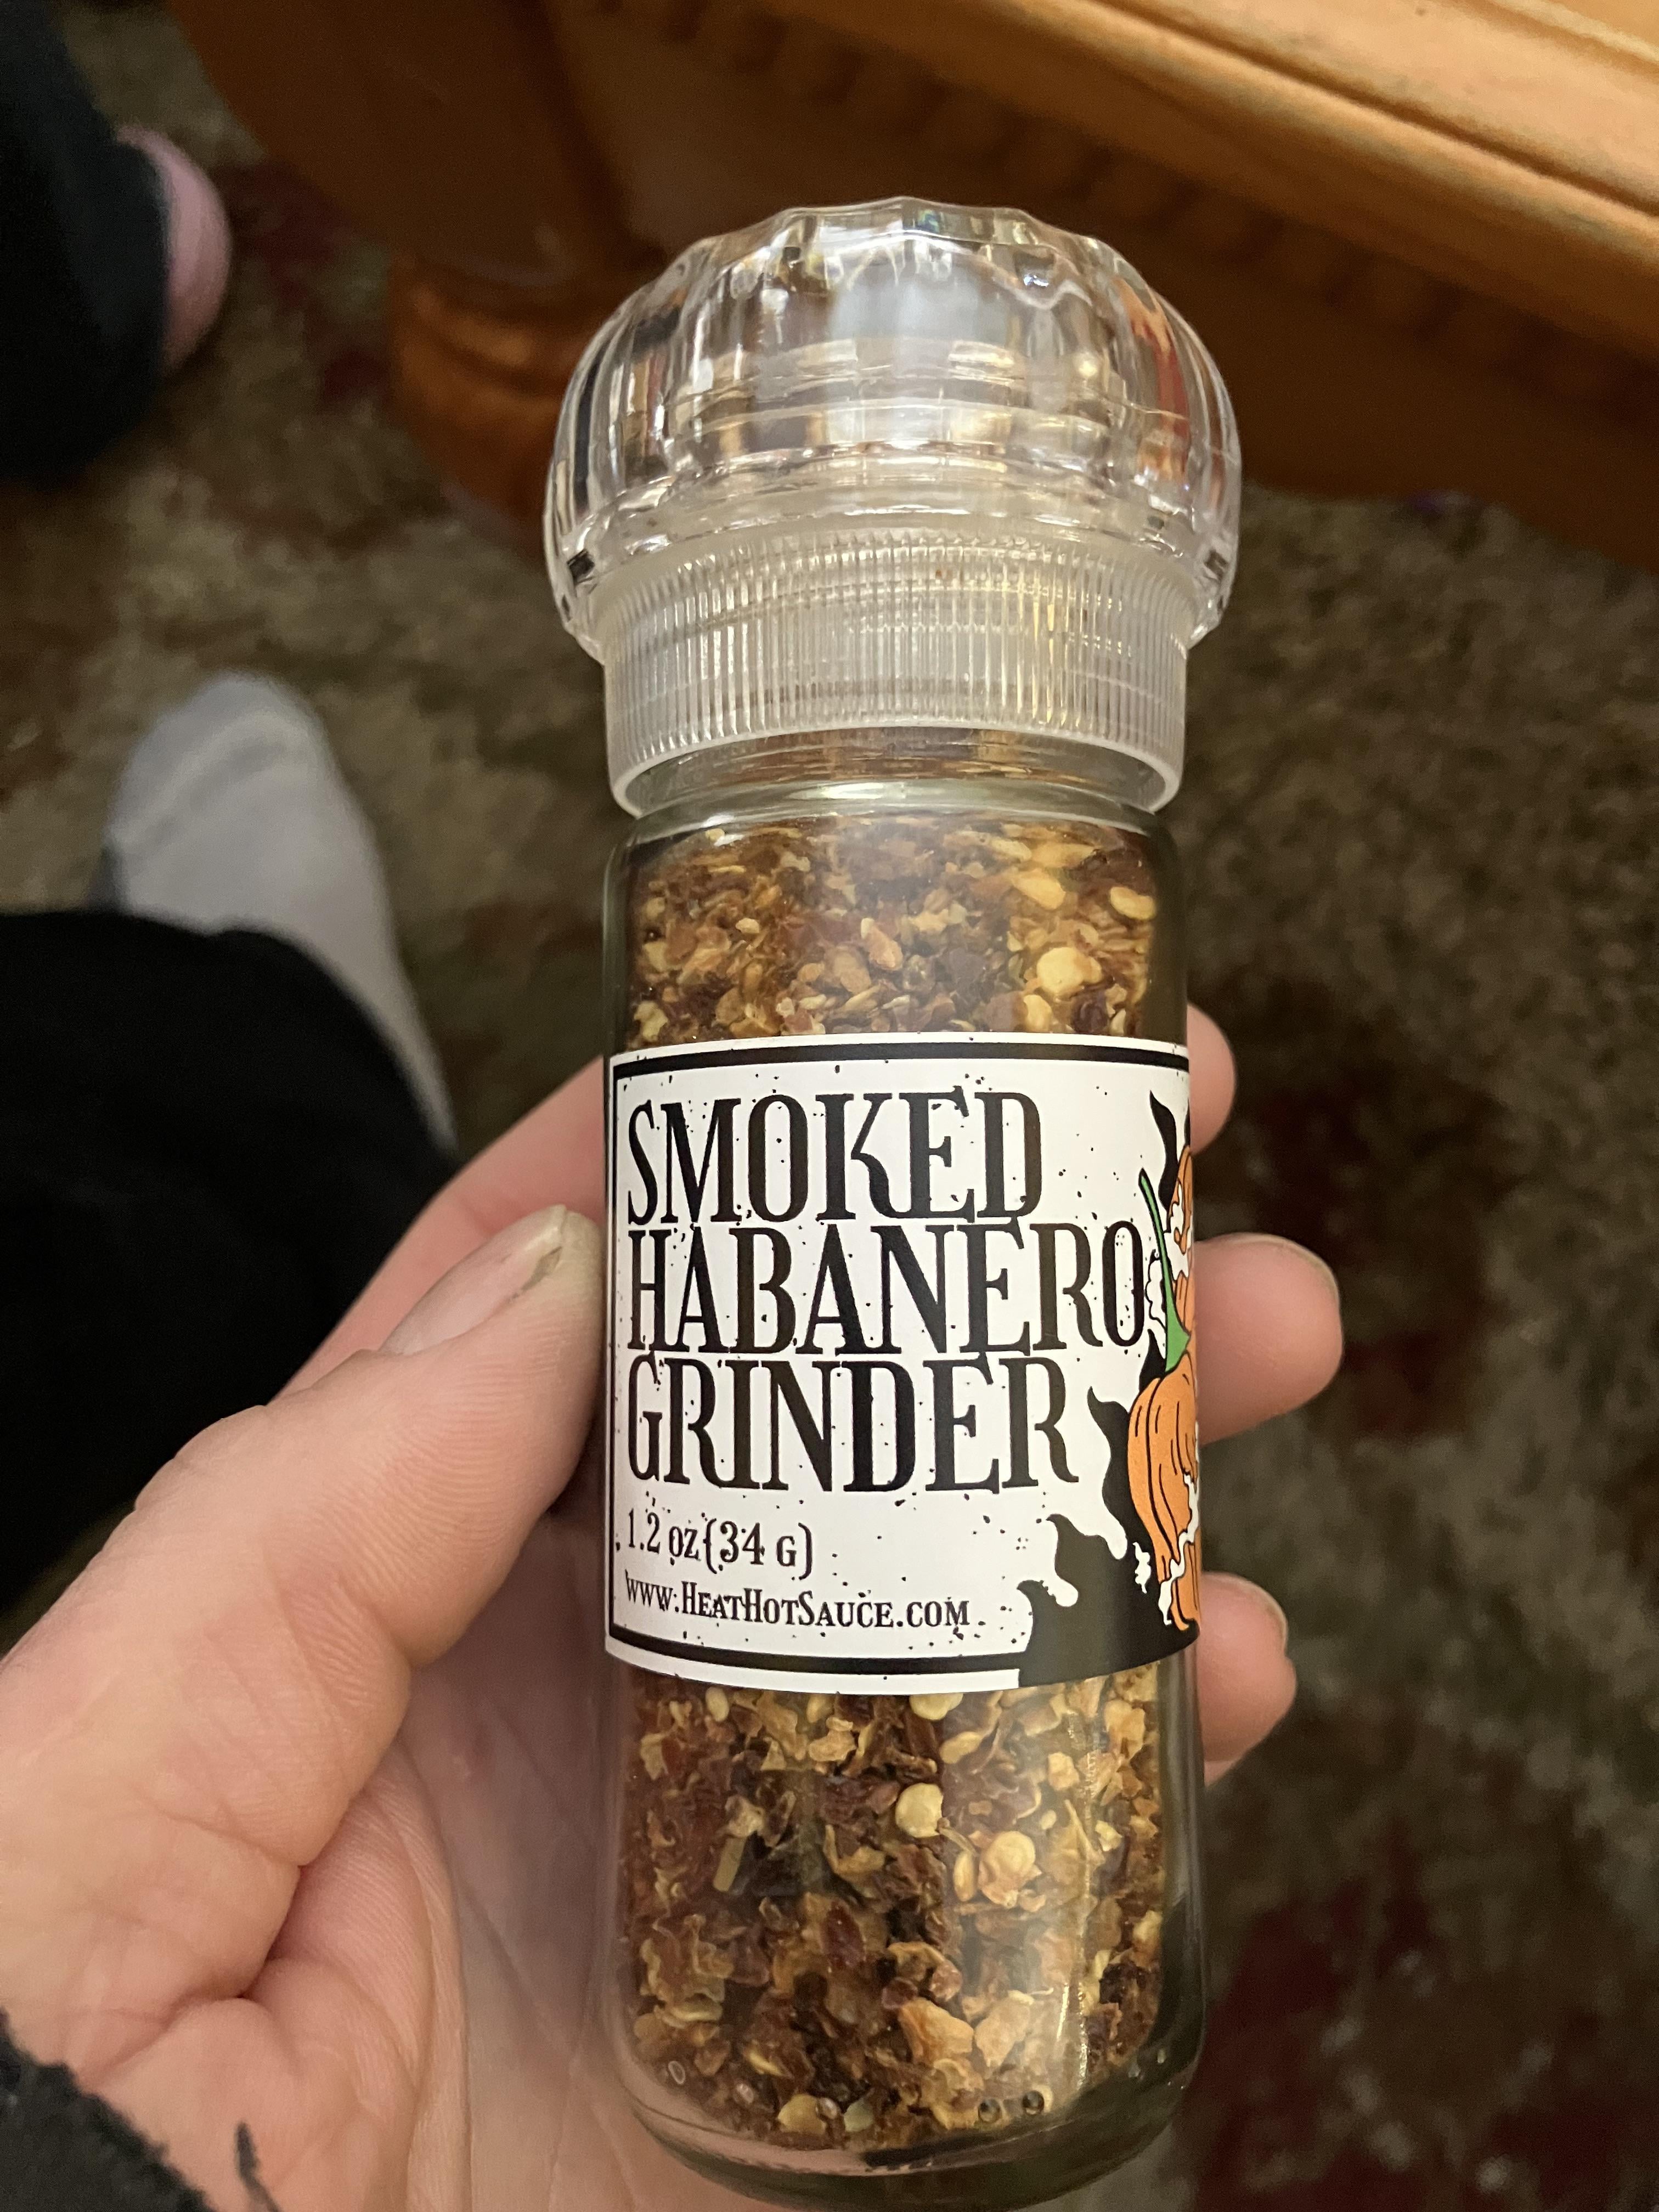 SMOKED
HABANERO
GRINDER
1.2 oz (34 g)
www.HeatHotSauce.com